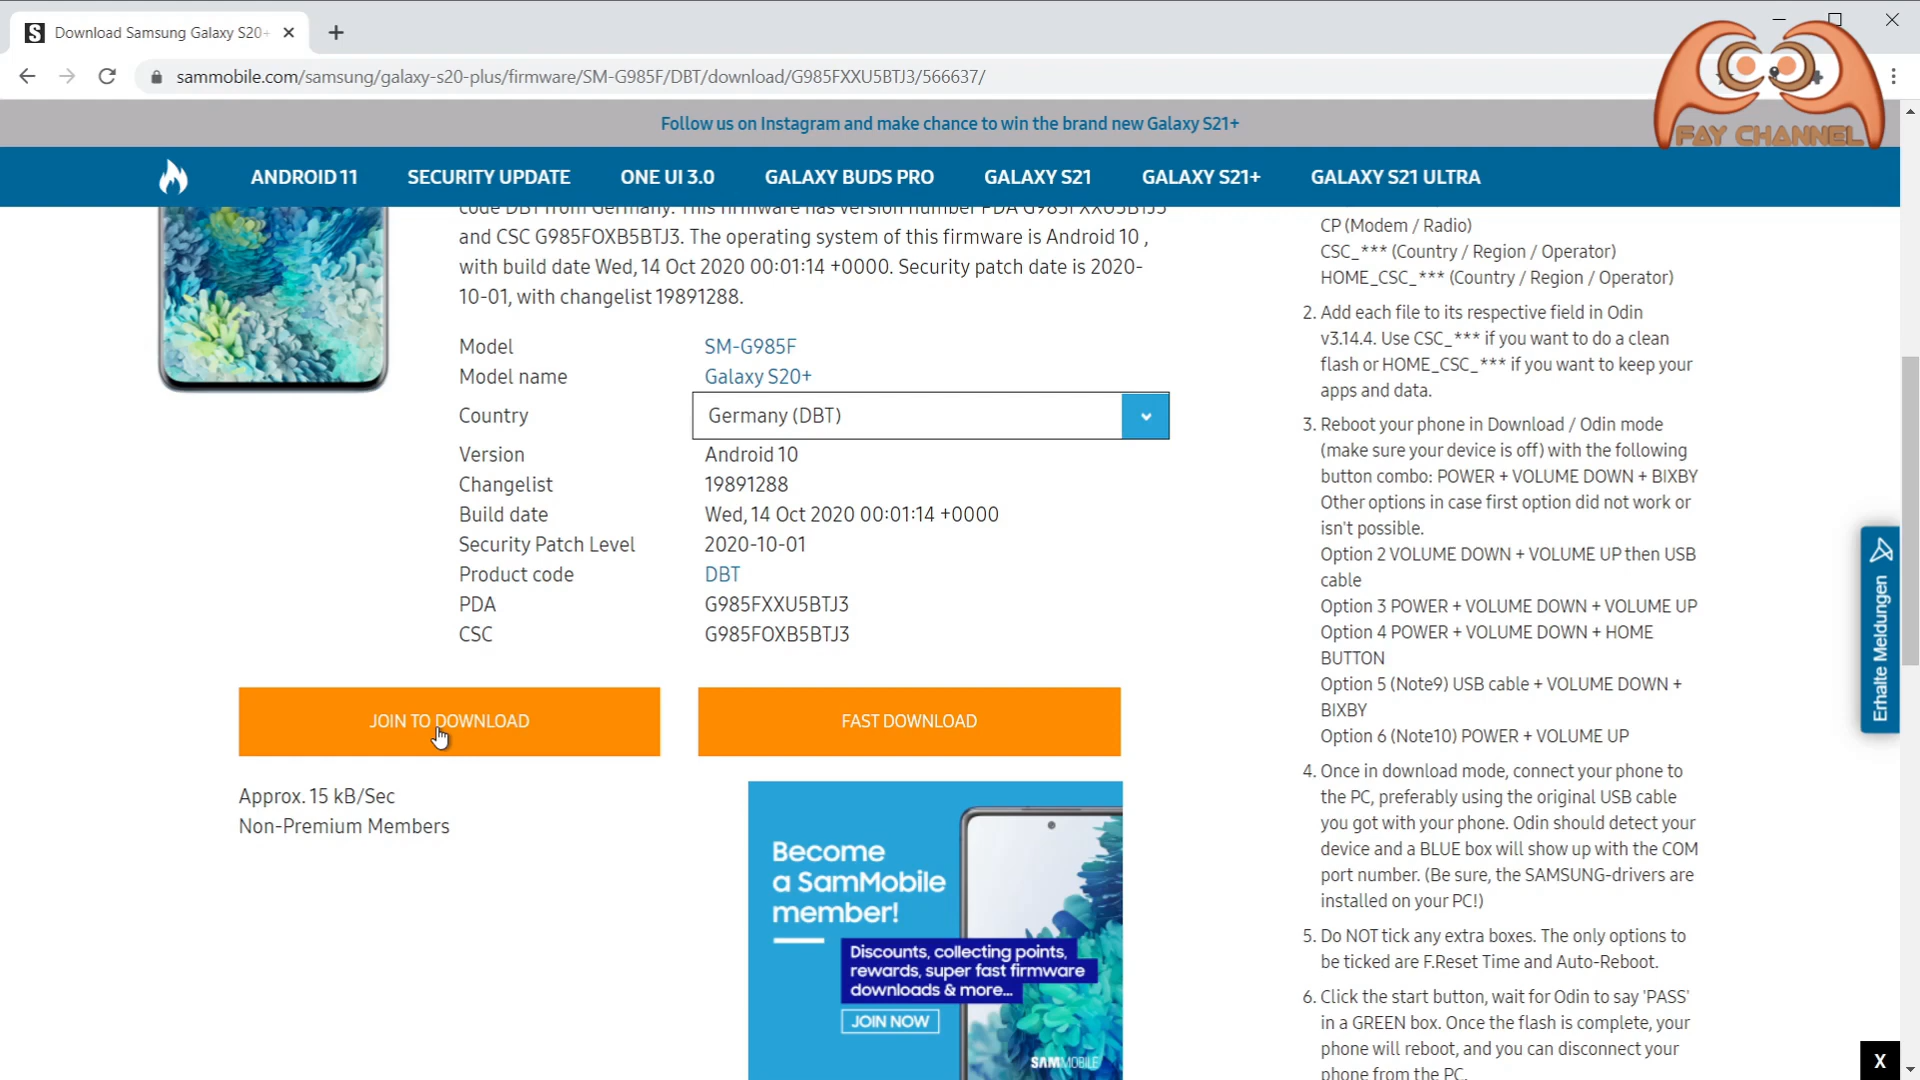 Download Samsung Galaxy S20+
sammobile.com/samsung/galaxy-s20-plus/firmware/SM-G985F/DBT/download/G985FXXU5BTJ3/566637/
FAY CHANNEL
Follow us on Instagram and make chance to win the brand new Galaxy S21+
ANDROID 11 SECURITY UPDATE ONE UI 3.0 GALAXY BUDS PRO GALAXY S21 GALAXY S21+ GALAXY S21 ULTRA
code DBT from Germany. This firmware has version number PDA G985FXXU5BTJ3
and CSC G985FOXB5BTJ3. The operating system of this firmware is Android 10 ,
with build date Wed, 14 Oct 2020 00:01:14 +0000. Security patch date is 2020-
10-01, with changelist 19891288.
Model SM-G985F
Model name Galaxy S20+
Country Germany (DBT)
Version Android 10
Changelist 19891288
Build date Wed, 14 Oct 2020 00:01:14 +0000
Security Patch Level 2020-10-01
Product code DBT
PDA G985FXXU5BTJ3
CSC G985FOXB5BTJ3
JOIN TO DOWNLOAD
FAST DOWNLOAD
Approx. 15 kB/Sec
Non-Premium Members
Become
a SamMobile
member!
Discounts, collecting points,
rewards, super fast firmware
downloads & more...
JOIN NOW
SAMMOBILE
CP (Modem / Radio)
CSC_*** (Country / Region / Operator)
HOME_CSC_*** (Country / Region / Operator)
2. Add each file to its respective field in Odin
v3.14.4. Use CSC_*** if you want to do a clean
flash or HOME_CSC_*** if you want to keep your
apps and data.
3. Reboot your phone in Download / Odin mode
(make sure your device is off) with the following
button combo: POWER + VOLUME DOWN + BIXBY
Other options in case first option did not work or
isn't possible.
Option 2 VOLUME DOWN + VOLUME UP then USB
cable
Option 3 POWER + VOLUME DOWN + VOLUME UP
Option 4 POWER + VOLUME DOWN + HOME
BUTTON
Option 5 (Note9) USB cable + VOLUME DOWN +
BIXBY
Option 6 (Note10) POWER + VOLUME UP
4. Once in download mode, connect your phone to
the PC, preferably using the original USB cable
you got with your phone. Odin should detect your
device and a BLUE box will show up with the COM
port number. (Be sure, the SAMSUNG-drivers are
installed on your PC!)
5. Do NOT tick any extra boxes. The only options to
be ticked are F.Reset Time and Auto-Reboot.
6. Click the start button, wait for Odin to say 'PASS'
in a GREEN box. Once the flash is complete, your
phone will reboot, and you can disconnect your
phone from the PC.
Erhalte Meldungen
X